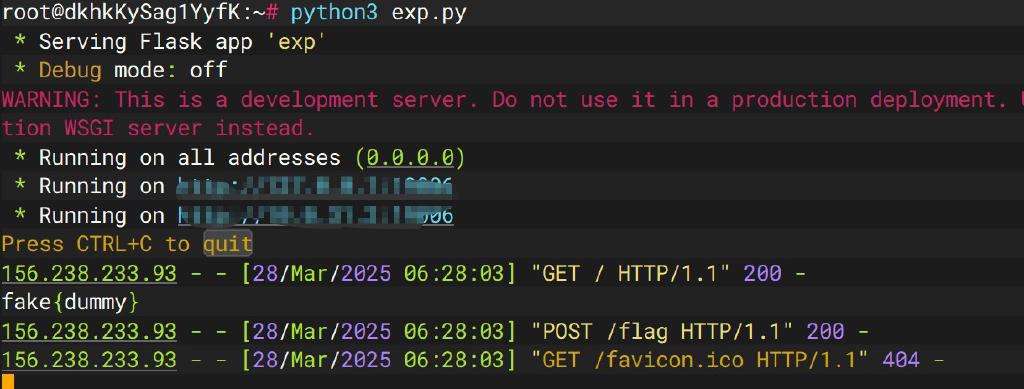 root@dkhkKySag1YyfK:~# python3 exp.py
* Serving Flask app 'exp'
* Debug mode: off
WARNING: This is a development server. Do not use it in a production deployment.
tion WSGI server instead.
* Running on all addresses (0.0.0.0)
* Running on
* Running on
Press CTRL+C to quit
156.238.233.93 - - [28/Mar/2025 06:28:03] "GET / HTTP/1.1" 200 -
fake{dummy}
156.238.233.93 - - [28/Mar/2025 06:28:03] "POST /flag HTTP/1.1" 200 -
156.238.233.93 - - [28/Mar/2025 06:28:03] "GET /favicon.ico HTTP/1.1" 404 -